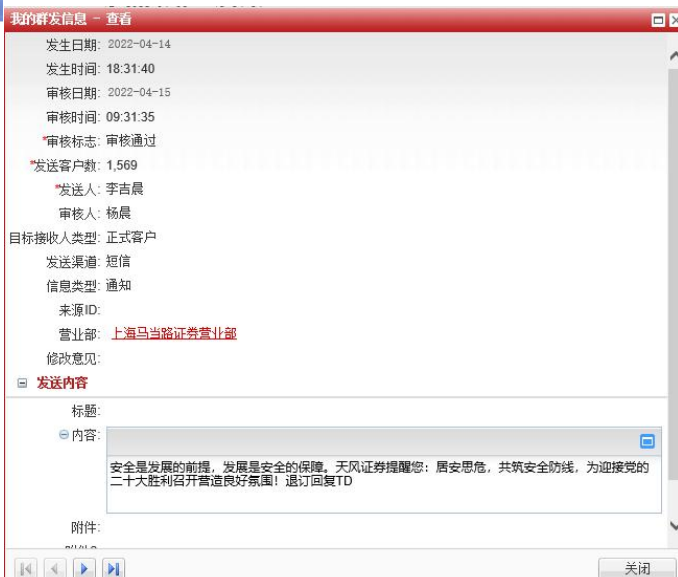 我的群发信息 - 查看
发生日期: 2022-04-14
发生时间: 18:31:40
审核日期: 2022-04-15
审核时间: 09:31:35
*审核标志: 审核通过
*发送客户数: 1,569
*发送人: 李吉晨
审核人: 杨晨
目标接收人类型: 正式客户
发送渠道: 短信
信息类型: 通知
来源ID:
营业部: 上海马当路证券营业部
修改意见:
发送内容
标题:
内容:
安全是发展的前提，发展是安全的保障。天风证券提醒您：居安思危，共筑安全防线，为迎接党的
二十大胜利召开营造良好氛围！退订回复TD
附件:
关闭